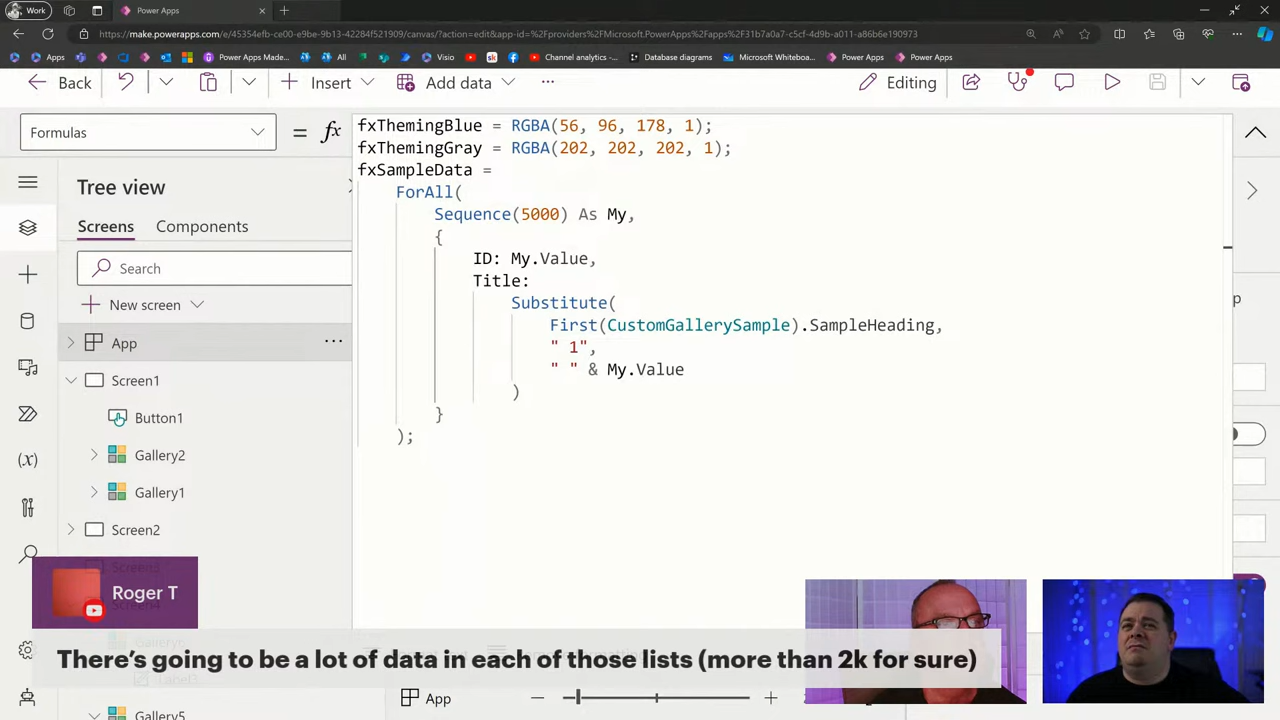 Work
Power Apps
https://make.powerapps.com/e/45354efb-ce00-e9be-9b13-42284f521909/canvas/?action=edit&app-id=%2Fproviders%2FMicrosoft.PowerApps%2Fapps%2F31b7a0a7-c5cf-4d9b-a011-a86b6e190973
Apps
All
Power Apps Made...
Visio
Channel analytics -...
Database diagrams
Microsoft Whiteboa...
Power Apps
Power Apps
Back
Insert
Add data
Editing
Formulas
= fx
fxThemingBlue = RGBA(56, 96, 178, 1);
fxThemingGray = RGBA(202, 202, 202, 1);
fxSampleData =
ForAll(
Sequence(5000) As My,
{
ID: My.Value,
Title:
Substitute(
First(CustomGallerySample).SampleHeading,
" 1",
" " & My.Value
)
}
);
Tree view
Screens
Components
Search
New screen
App
Screen1
Button1
Gallery2
Gallery1
Screen2
Roger T
There's going to be a lot of data in each of those lists (more than 2k for sure)
App
Gallery5